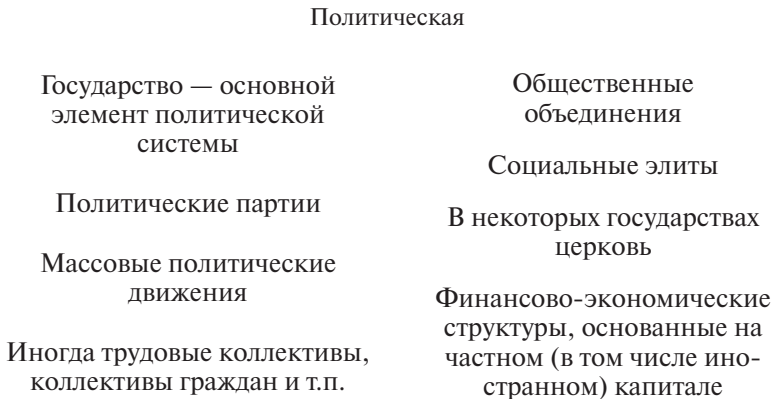 Политическая
Государство — основной
элемент политической
системы
Политические партии
Массовые политические
движения
Иногда трудовые коллективы,
коллективы граждан и т.п.
Общественные
объединения
Социальные элиты
В некоторых государствах
церковь
Финансово-экономические
структуры, основанные на
частном (в том числе ино-
странном) капитале